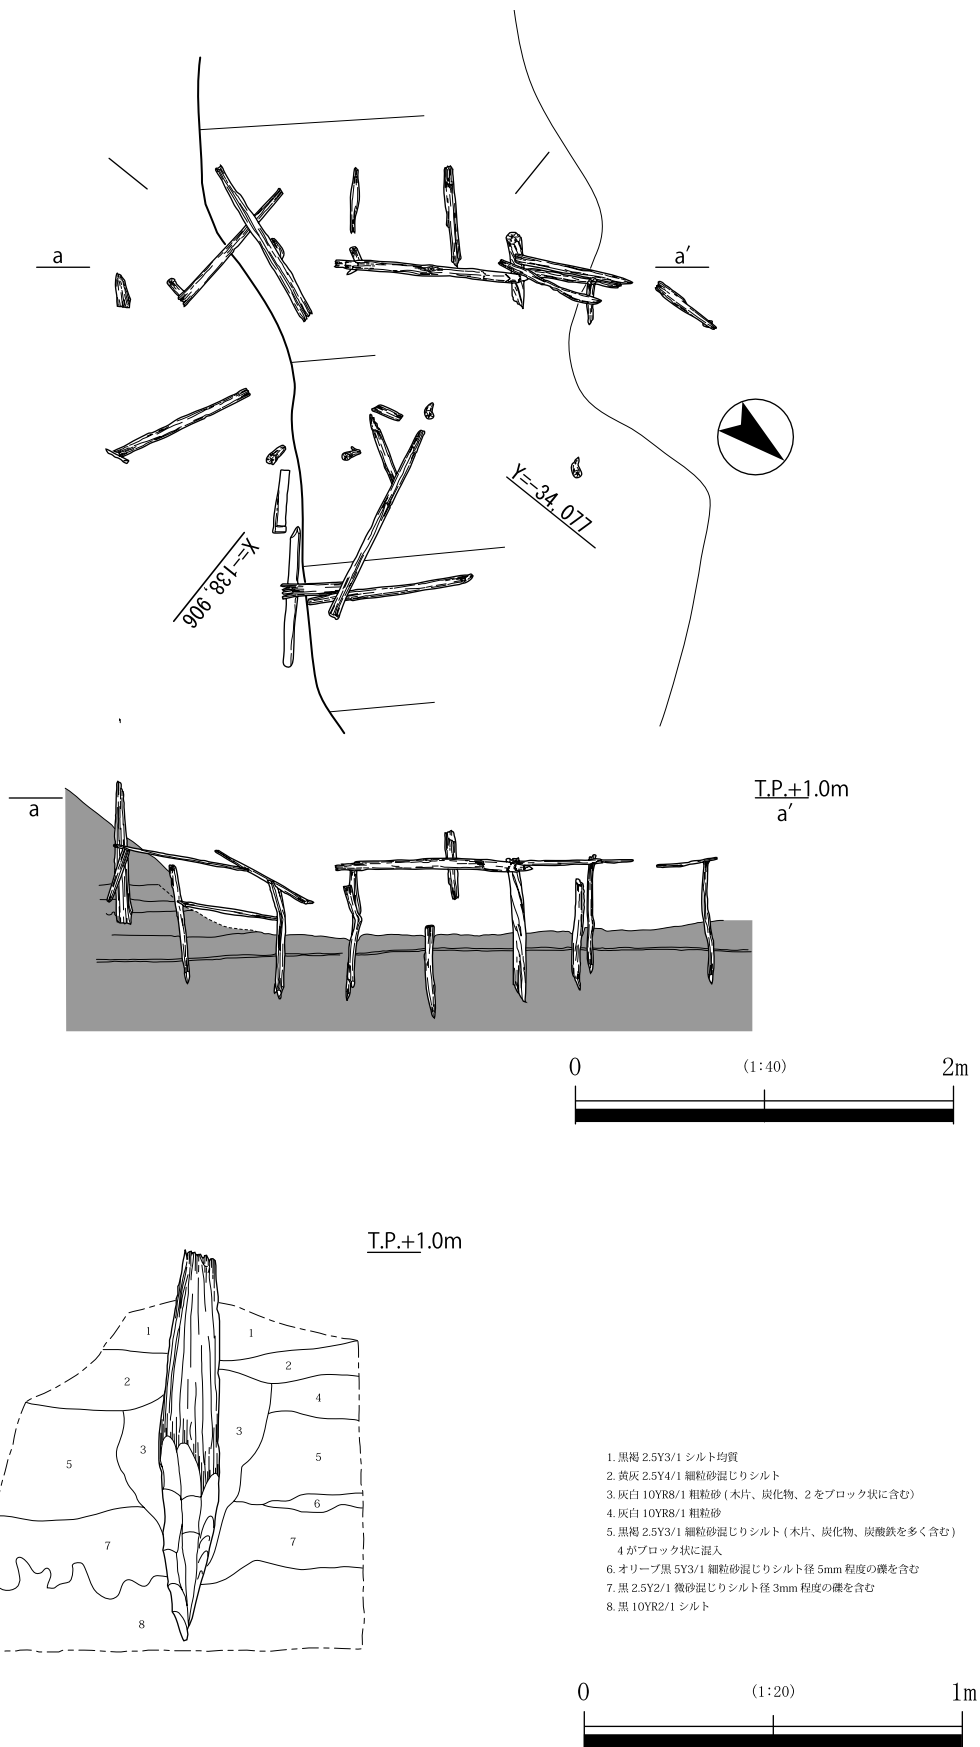 a
a′
Y=-34,077
X=-138,906
a
T.P.+1.0m
a′
0
(1:40)
2m
T.P.+1.0m
1
1
2
2
4
3
3
5
5
6
7
7
8
1. 黒褐 2.5Y3/1 シルト均質
2. 黄灰 2.5Y4/1 細粒砂混じりシルト
3. 灰白 10YR8/1 粗粒砂 ( 木片、炭化物、2 をブロック状に含む）
4. 灰白 10YR8/1 粗粒砂
5. 黒褐 2.5Y3/1 細粒砂混じりシルト ( 木片、炭化物、炭酸鉄を多く含む )
4 がブロック状に混入
6. オリーブ黒 5Y3/1 細粒砂混じりシルト径 5mm 程度の礫を含む
7. 黒 2.5Y2/1 微砂混じりシルト径 3mm 程度の礫を含む
8. 黒 10YR2/1 シルト
0
(1:20)
1m